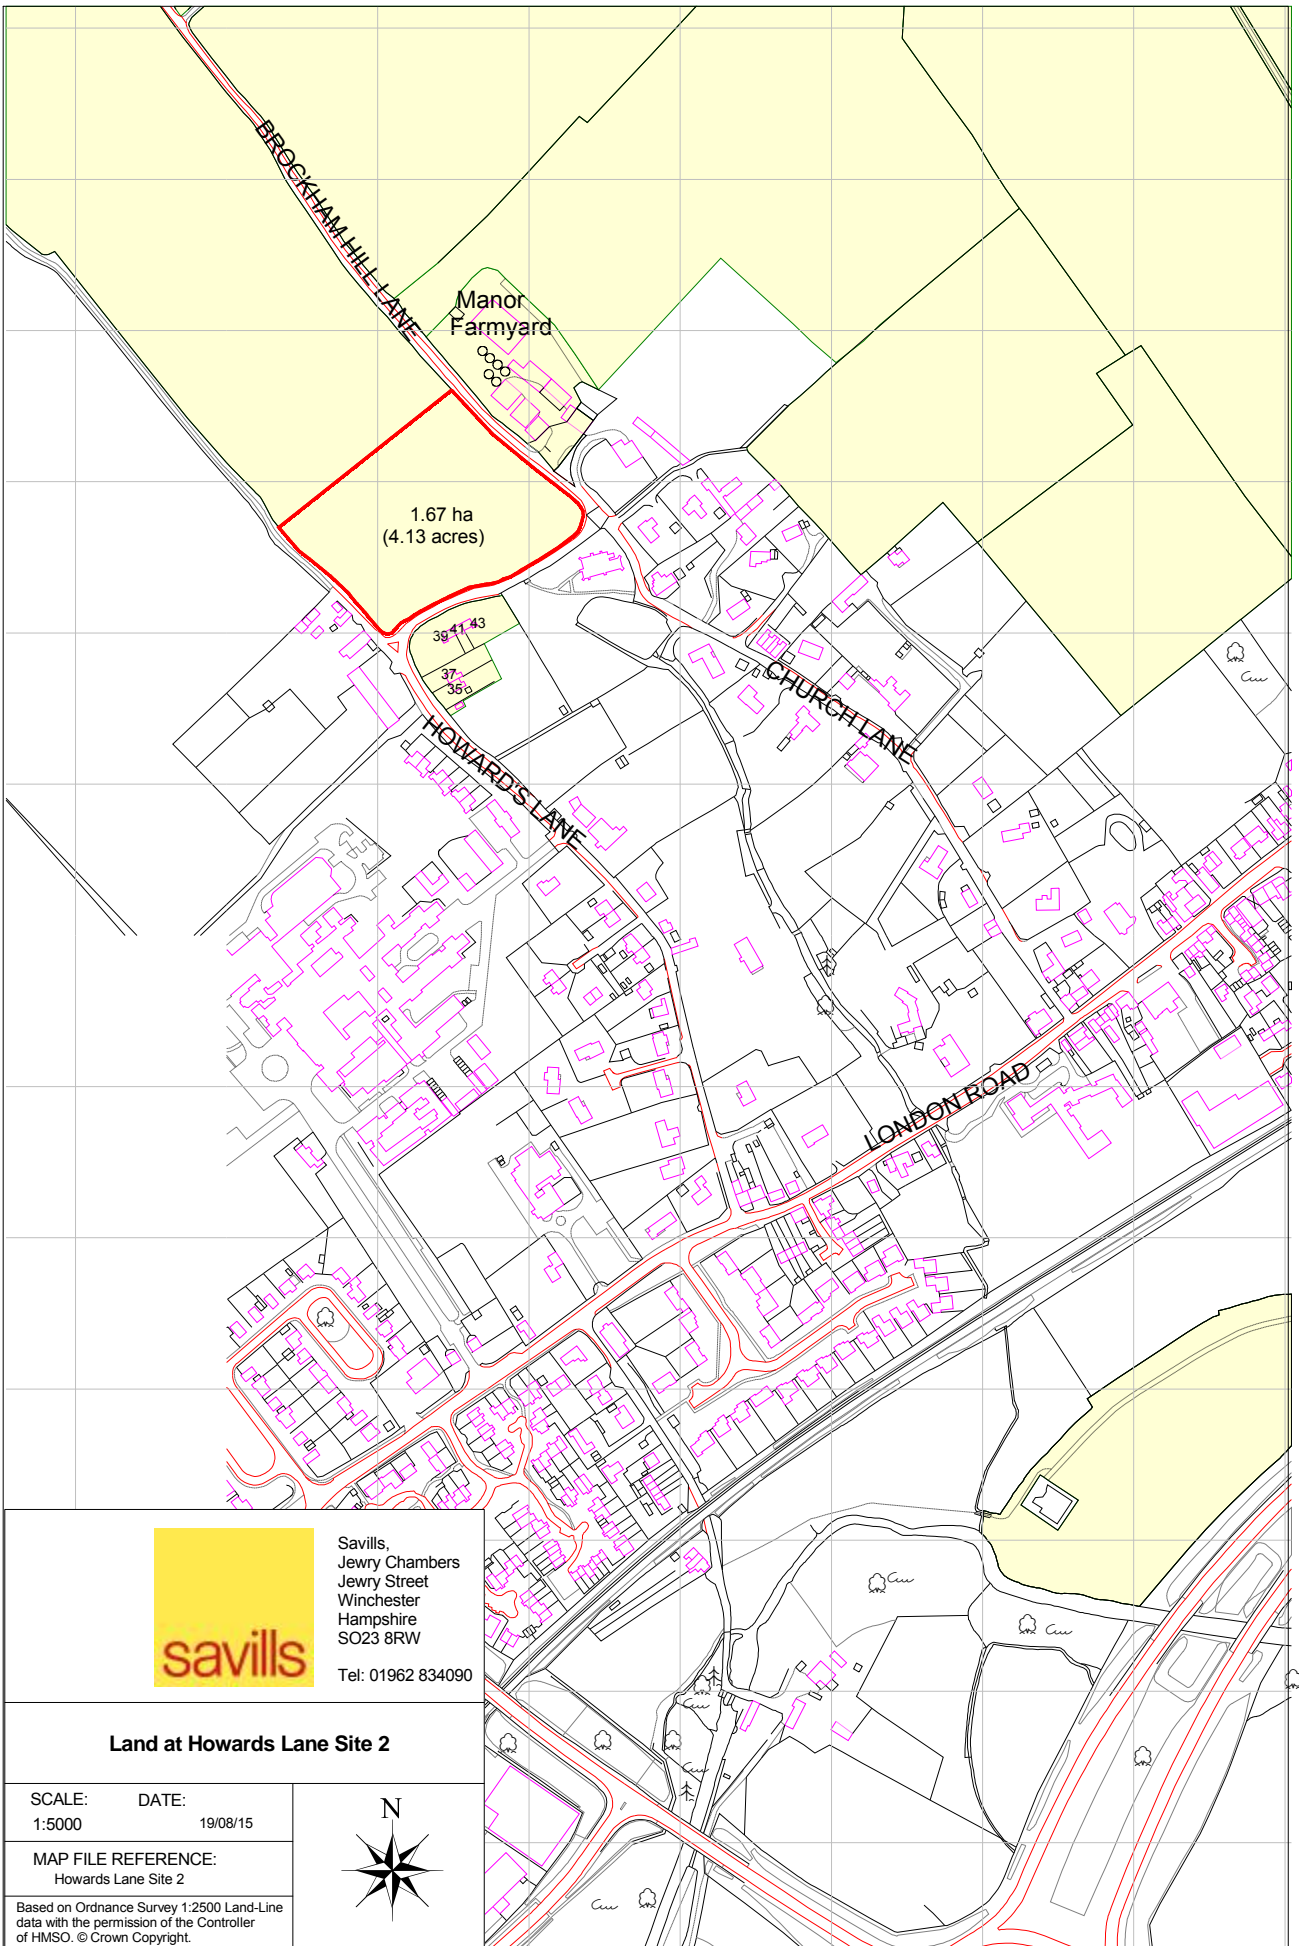 BROCKHAM HILL LANE
Manor
Farmyard
1.67 ha
(4.13 acres)
39 41 43
37
35
HOWARD'S LANE
CHURCH LANE
LONDON ROAD
savills
Savills,
Jewry Chambers
Jewry Street
Winchester
Hampshire
SO23 8RW
Tel: 01962 834090
Land at Howards Lane Site 2
SCALE:
1:5000
DATE:
19/08/15
MAP FILE REFERENCE:
Howards Lane Site 2
Based on Ordnance Survey 1:2500 Land-Line
data with the permission of the Controller
of HMSO. © Crown Copyright.
N